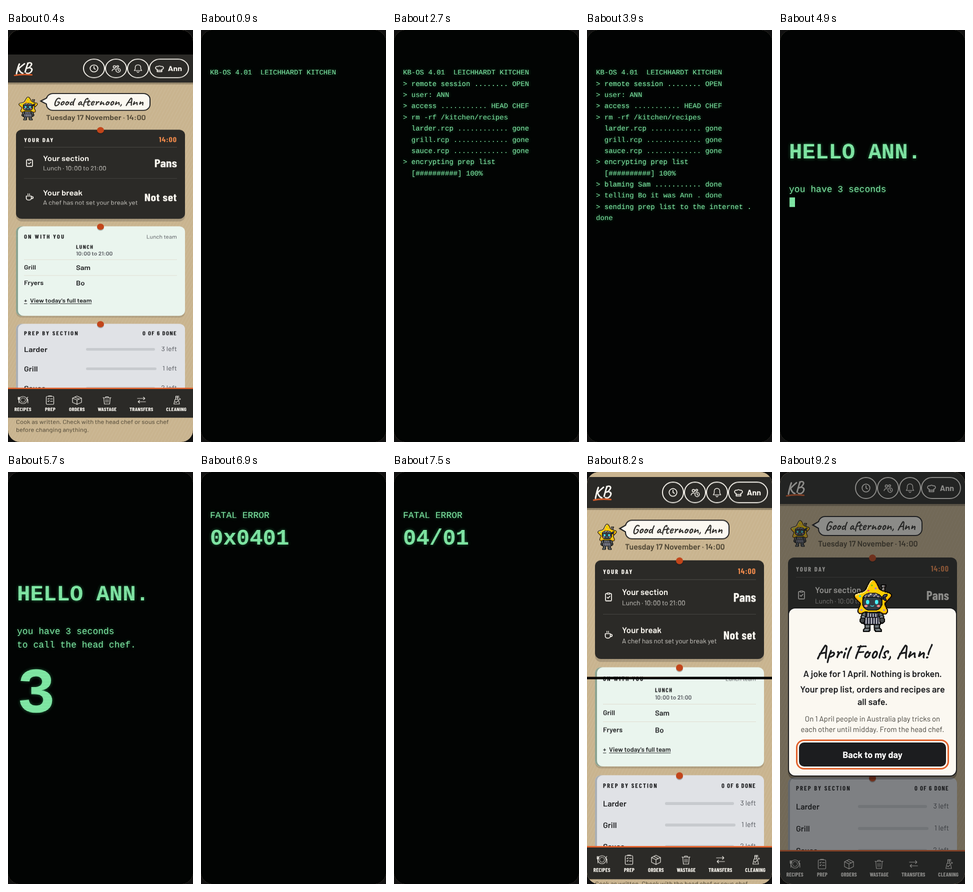 Babout 0.4 s
KB
Ann
Good afternoon, Ann
Tuesday 17 November · 14:00
YOUR DAY 14:00
Your section
Lunch · 10:00 to 21:00
Pans
Your break
A chef has not set your break yet
Not set
ON WITH YOU Lunch team
LUNCH
10:00 to 21:00
Grill Sam
Fryers Bo
+ View today's full team
PREP BY SECTION 0 OF 6 DONE
Larder 3 left
Grill 1 left
RECIPES PREP ORDERS WASTAGE TRANSFERS CLEANING
Cook as written. Check with the head chef or sous chef
before changing anything.
Babout 0.9 s
KB-OS 4.01 LEICHHARDT KITCHEN
Babout 2.7 s
KB-OS 4.01 LEICHHARDT KITCHEN
> remote session ........ OPEN
> user: ANN
> access ........... HEAD CHEF
> rm -rf /kitchen/recipes
larder.rcp ............ gone
grill.rcp ............. gone
sauce.rcp ............. gone
> encrypting prep list
[##########] 100%
Babout 3.9 s
KB-OS 4.01 LEICHHARDT KITCHEN
> remote session ........ OPEN
> user: ANN
> access ........... HEAD CHEF
> rm -rf /kitchen/recipes
larder.rcp ............ gone
grill.rcp ............. gone
sauce.rcp ............. gone
> encrypting prep list
[##########] 100%
> blaming Sam ......... done
> telling Bo it was Ann . done
> sending prep list to the internet .
done
Babout 4.9 s
HELLO ANN.
you have 3 seconds
Babout 5.7 s
HELLO ANN.
you have 3 seconds
to call the head chef.
3
Babout 6.9 s
FATAL ERROR
0x0401
Babout 7.5 s
FATAL ERROR
04/01
Babout 8.2 s
KB
Ann
Good afternoon, Ann
Tuesday 17 November · 14:00
YOUR DAY 14:00
Your section
Lunch · 10:00 to 21:00
Pans
Your break
A chef has not set your break yet
Not set
LUNCH
10:00 to 21:00
Grill Sam
Fryers Bo
+ View today's full team
PREP BY SECTION 0 OF 6 DONE
Larder 3 left
Grill 1 left
RECIPES PREP ORDERS WASTAGE TRANSFERS CLEANING
Babout 9.2 s
KB
Ann
Good afternoon, Ann
Tuesday 17 November · 14:00
YOUR DAY 14:00
Your section
Pans
April Fools, Ann!
A joke for 1 April. Nothing is broken.
Your prep list, orders and recipes are
all safe.
On 1 April people in Australia play tricks on
each other until midday. From the head chef.
Back to my day
PREP BY SECTION 0 OF 6 DONE
Larder 3 left
Grill 1 left
RECIPES PREP ORDERS WASTAGE TRANSFERS CLEANING